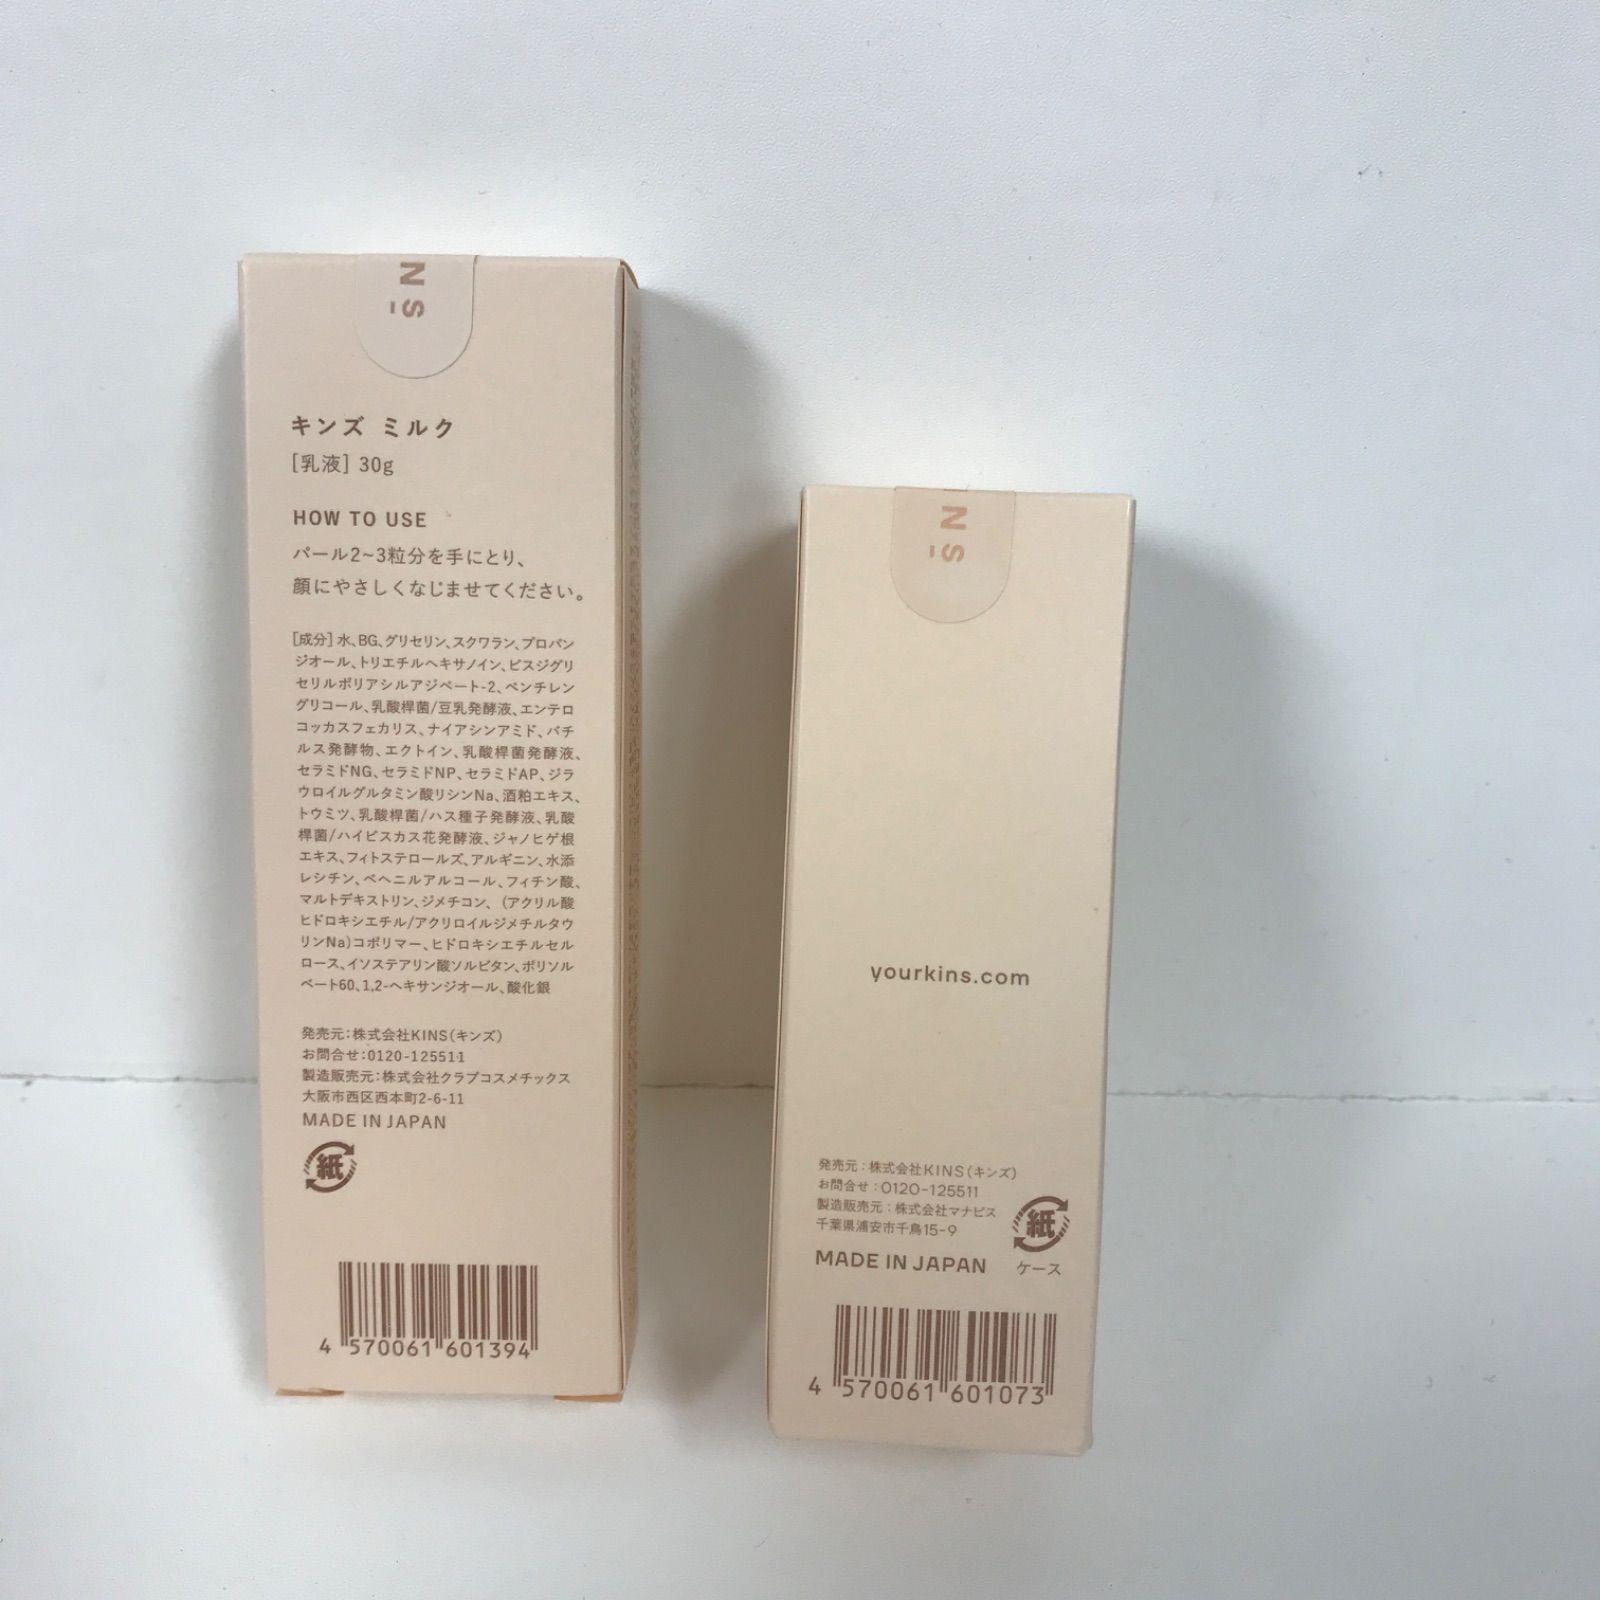 N
S
キンズ ミルク
[乳液] 30g
HOW TO USE
パール2~3粒分を手にとり、
顔にやさしくなじませてください。
[成分] 水、BG、グリセリン、スクワラン、プロパン
ジオール、トリエチルヘキサノイン、ビスジグリ
セリルポリアシルアジペート-2、ペンチレン
グリコール、乳酸桿菌/豆乳発酵液、エンテロ
コッカスフェカリス、ナイアシンアミド、バチ
ルス発酵物、エクトイン、乳酸桿菌発酵液、
セラミドNG、セラミドNP、セラミドAP、ジラ
ウロイルグルタミン酸リシンNa、酒粕エキス、
トウミツ、乳酸桿菌/ハス種子発酵液、乳酸
桿菌/ハイビスカス花発酵液、ジャノヒゲ根
エキス、フィトステロールズ、アルギニン、水添
レシチン、ベヘニルアルコール、フィチン酸、
マルトデキストリン、ジメチコン、(アクリル酸
ヒドロキシエチル/アクリロイルジメチルタウ
リンNa)コポリマー、ヒドロキシエチルセル
ロース、イソステアリン酸ソルビタン、ポリソル
ベート60、1,2-ヘキサンジオール、酸化銀
発売元:株式会社KINS(キンズ)
お問合せ:0120-125511
製造販売元:株式会社クラブコスメチックス
大阪市西区西本町2-6-11
MADE IN JAPAN
紙
4 570061 601394
N
S
yourkins.com
発売元:株式会社KINS(キンズ)
お問合せ:0120-125511
製造販売元:株式会社マナビス
千葉県浦安市千鳥15-9
MADE IN JAPAN
紙
ケース
4 570061 601073